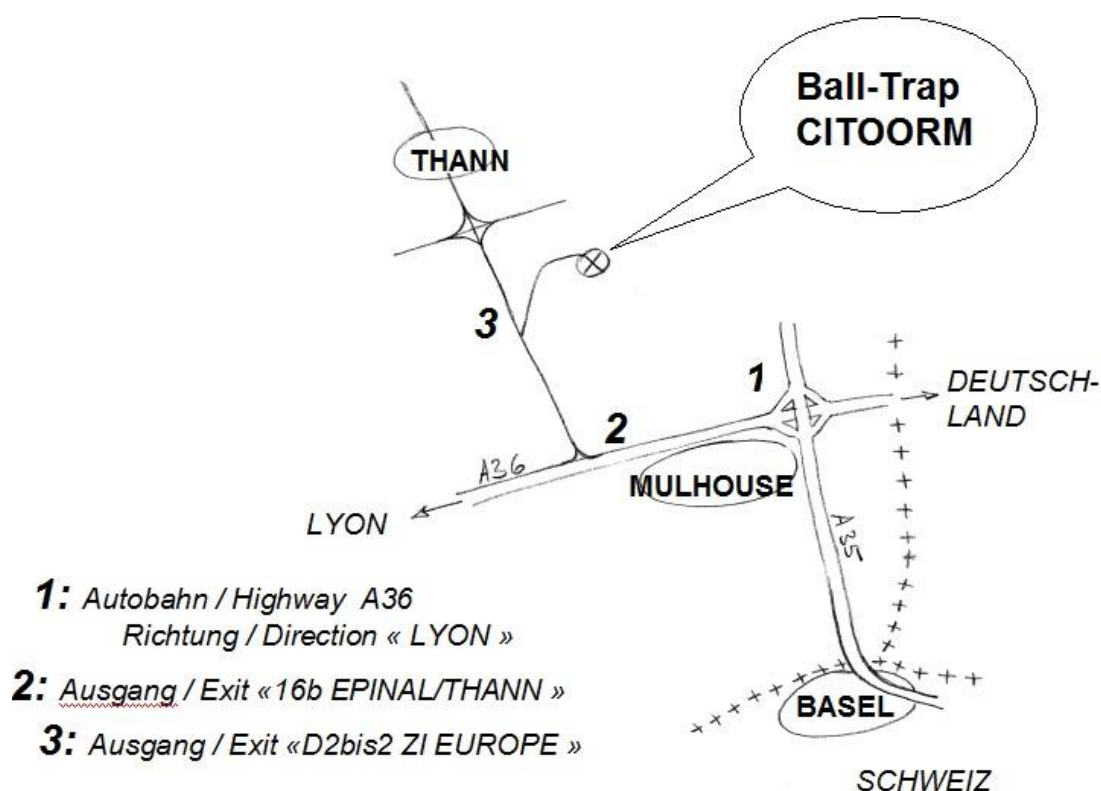 Ball-Trap
CITOORM
THANN
3
1
DEUTSCH-
LAND
2
A36
MULHOUSE
LYON
A35
1: Autobahn / Highway A36
Richtung / Direction « LYON »
2: Ausgang / Exit «16b EPINAL/THANN »
3: Ausgang / Exit «D2bis2 ZI EUROPE »
BASEL
SCHWEIZ